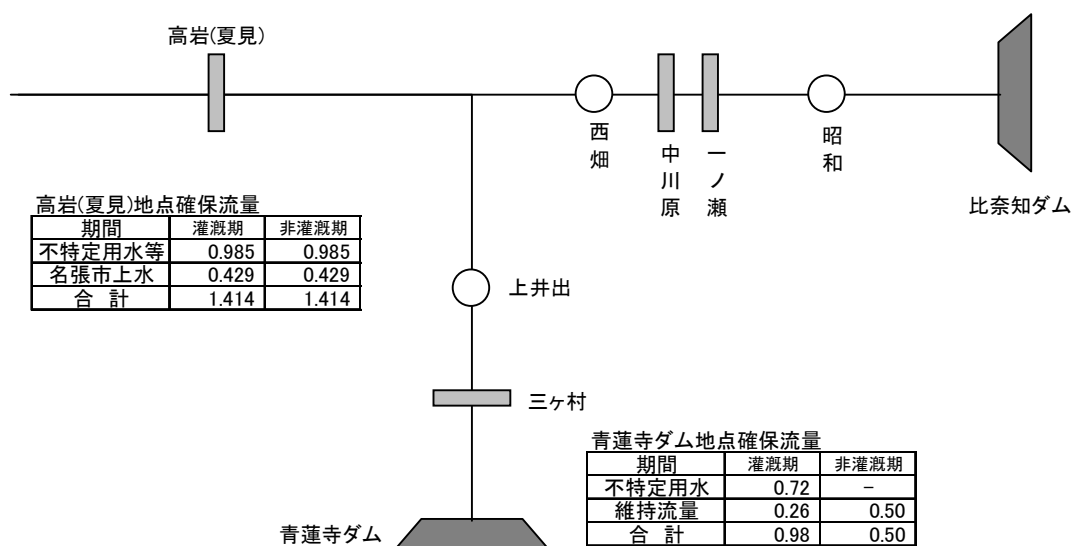 高岩(夏見)
西畑
中川原
一ノ瀬
昭和
比奈知ダム
高岩(夏見)地点確保流量
期間 灌漑期 非灌漑期
不特定用水等 0.985 0.985
名張市上水 0.429 0.429
合 計 1.414 1.414
上井出
三ヶ村
青蓮寺ダム地点確保流量
期間 灌漑期 非灌漑期
不特定用水 0.72 −
維持流量 0.26 0.50
合 計 0.98 0.50
青蓮寺ダム